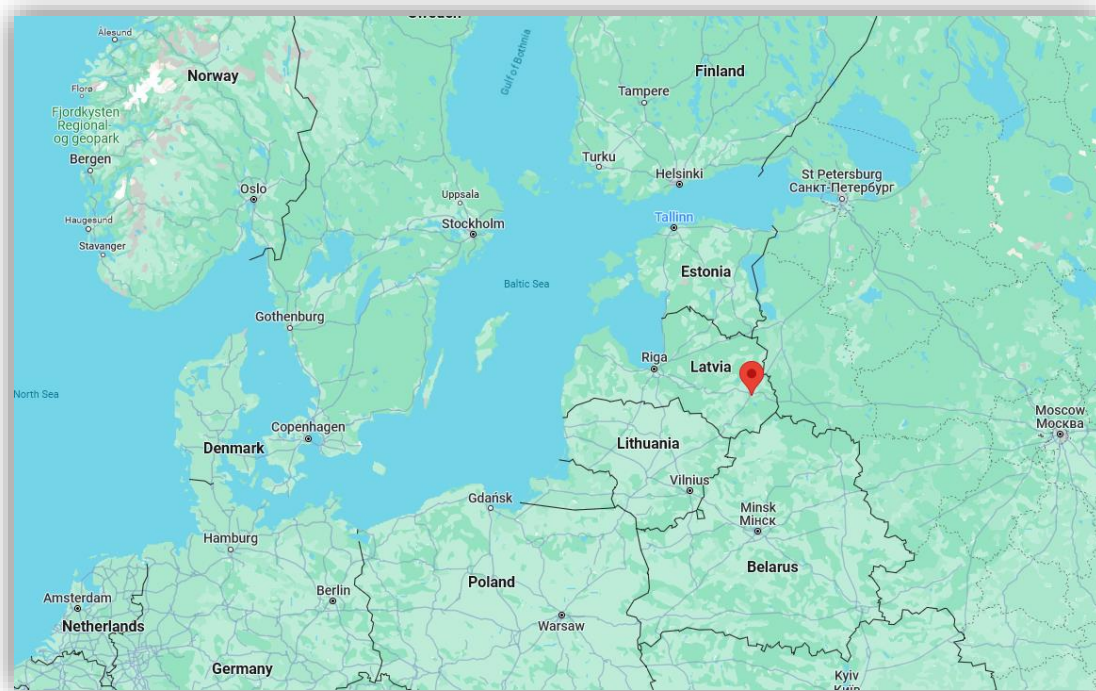 Sweden
Ålesund
Norway
Gulf of Bothnia
Finland
Florø
Tampere
Fjordkysten
Regional-
og geopark
Bergen
Turku
Helsinki
St Petersburg
Санкт-Петербург
Oslo
Uppsala
Haugesund
Stockholm
Tallinn
Stavanger
Estonia
Baltic Sea
Gothenburg
Riga
Latvia
North Sea
Moscow
Москва
Copenhagen
Denmark
Lithuania
Vilnius
Gdańsk
Minsk
Мінск
Hamburg
Belarus
Poland
Berlin
Amsterdam
Netherlands
Warsaw
Germany
Kyiv
Київ